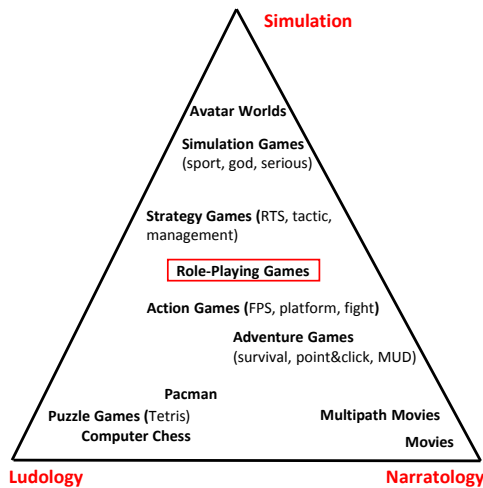 Simulation
Avatar Worlds
Simulation Games
(sport, god, serious)
Strategy Games (RTS, tactic,
management)
Role-Playing Games
Action Games (FPS, platform, fight)
Adventure Games
(survival, point&click, MUD)
Pacman
Puzzle Games (Tetris)
Multipath Movies
Computer Chess
Movies
Ludology
Narratology